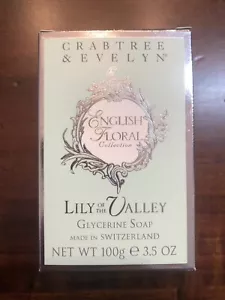 CRABTREE
& EVELYN®
ENGLISH
FLORAL
Collection
LILY OF THE VALLEY
GLYCERINE SOAP
MADE IN SWITZERLAND
NET WT 100g ℮ 3.5 OZ